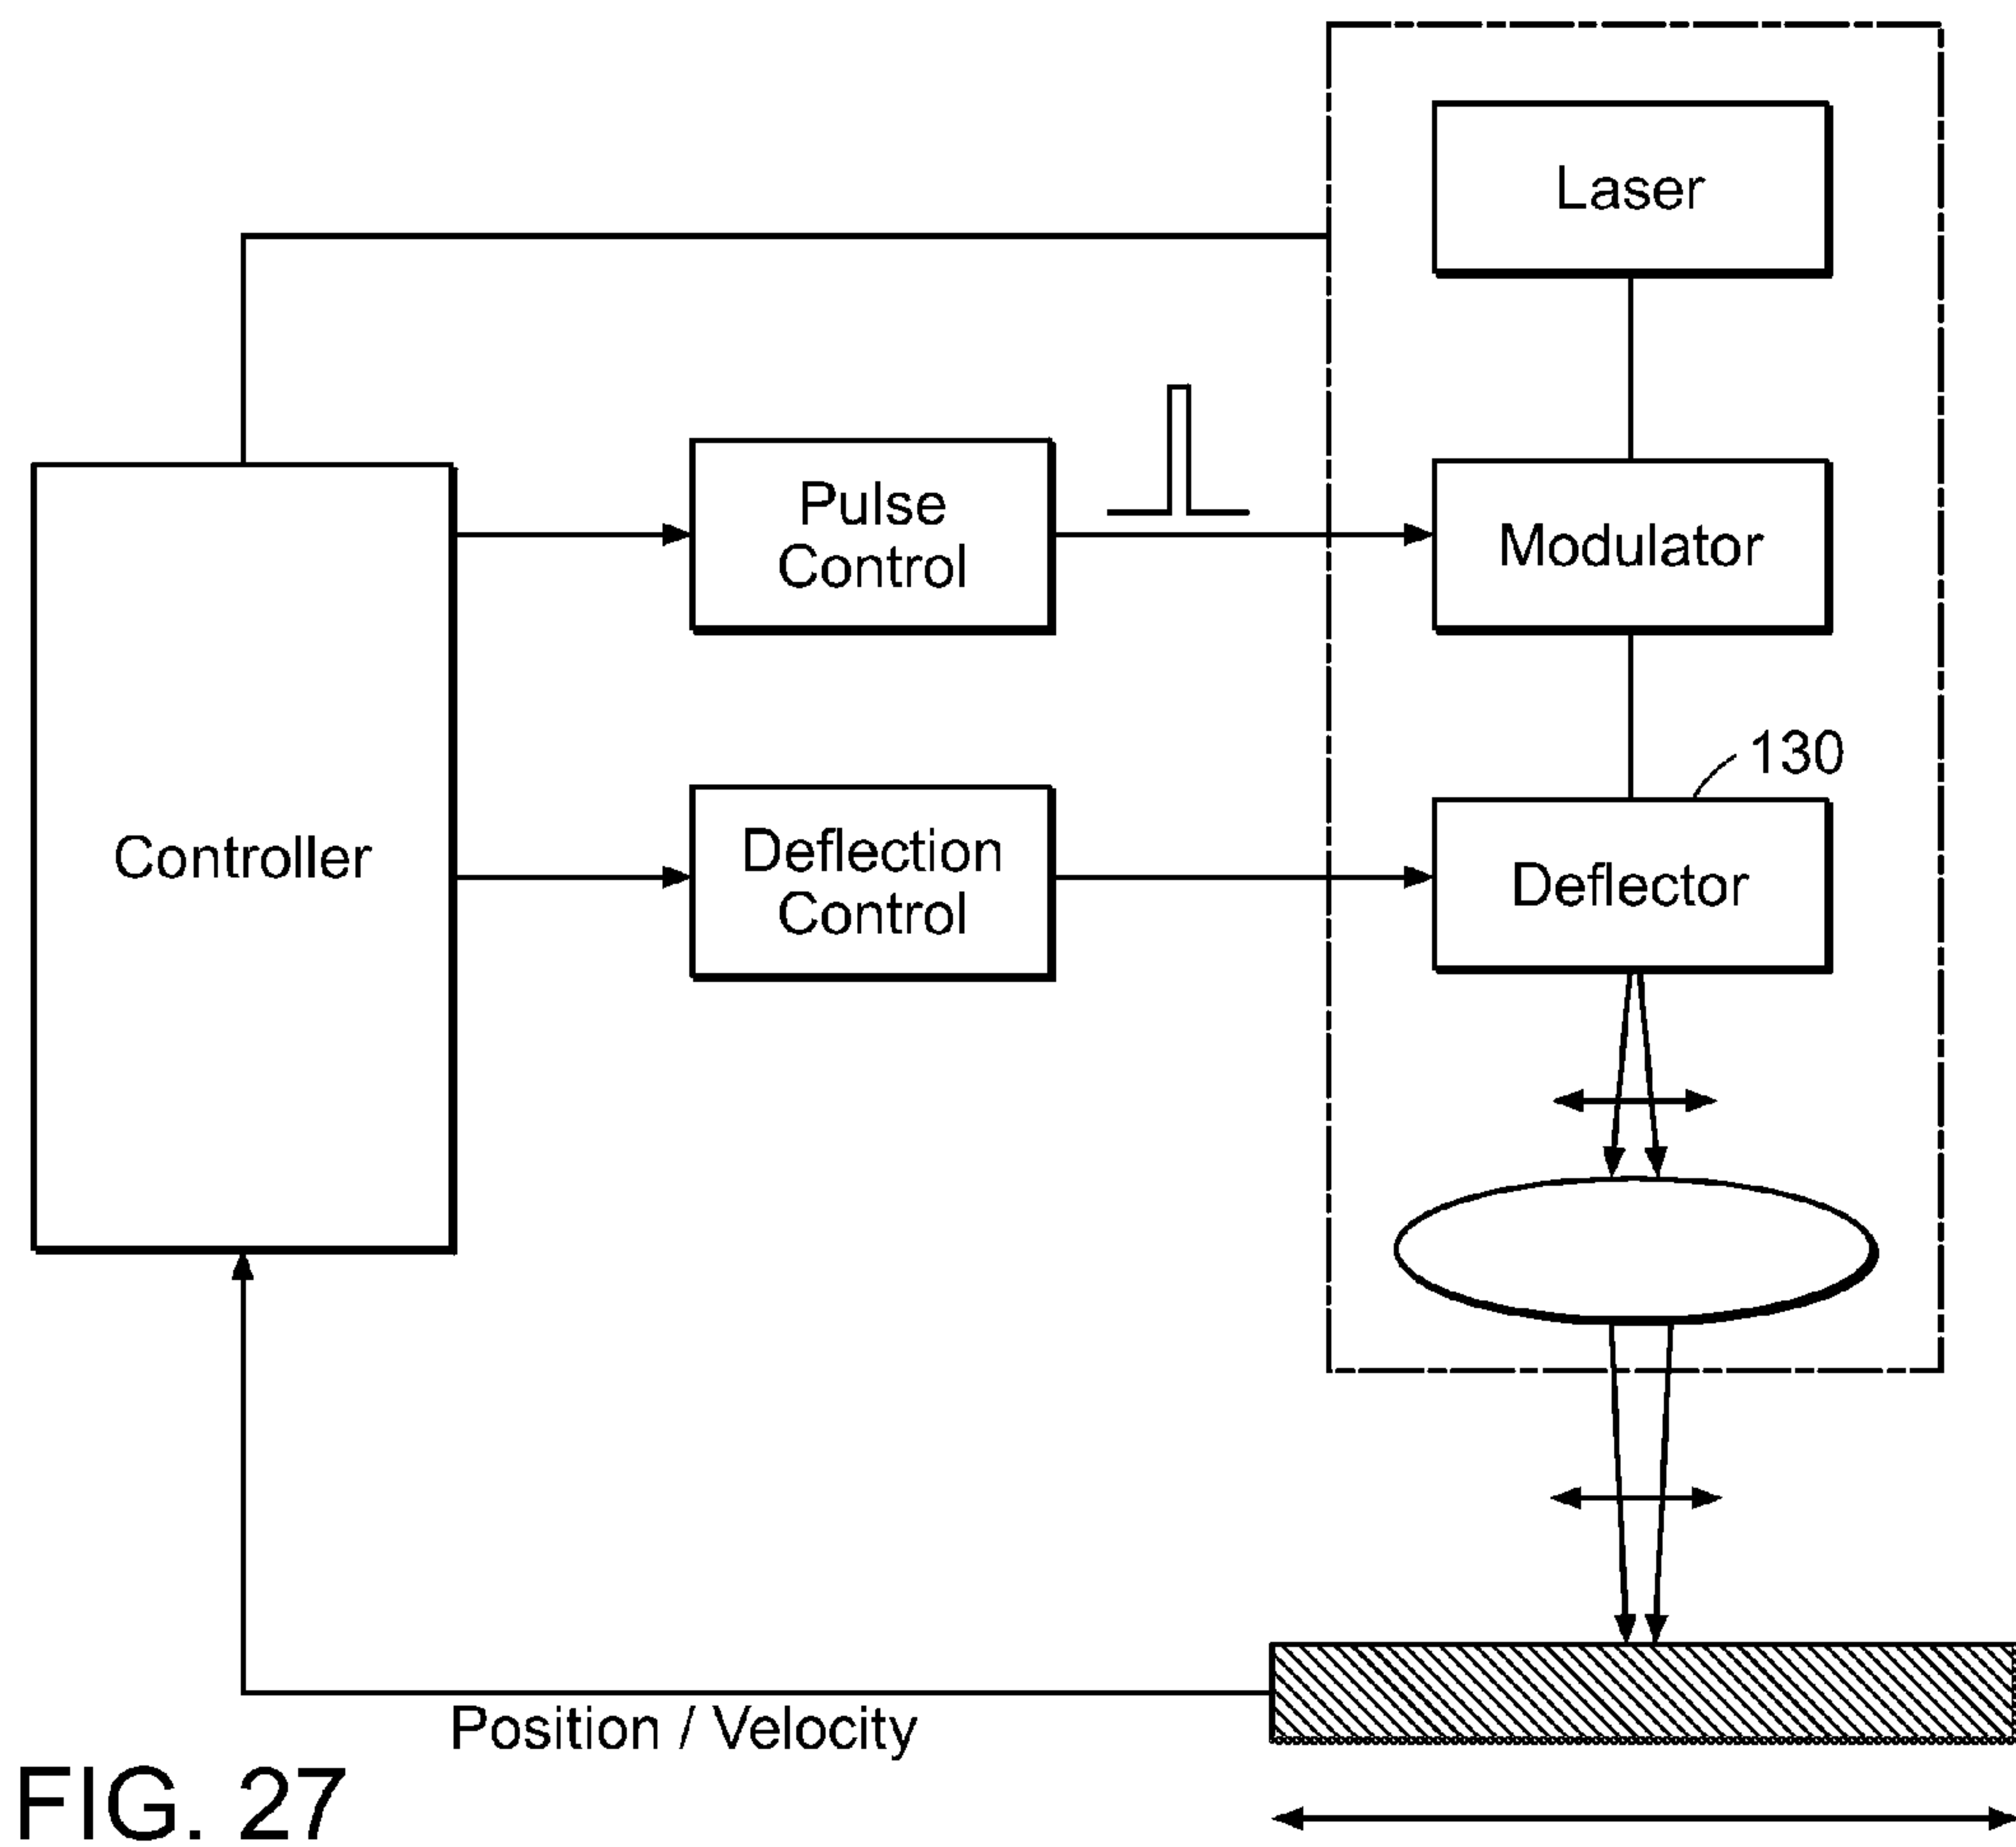 Laser
Pulse
Control
Modulator
130
Controller
Deflection
Control
Deflector
Position / Velocity
FIG. 27